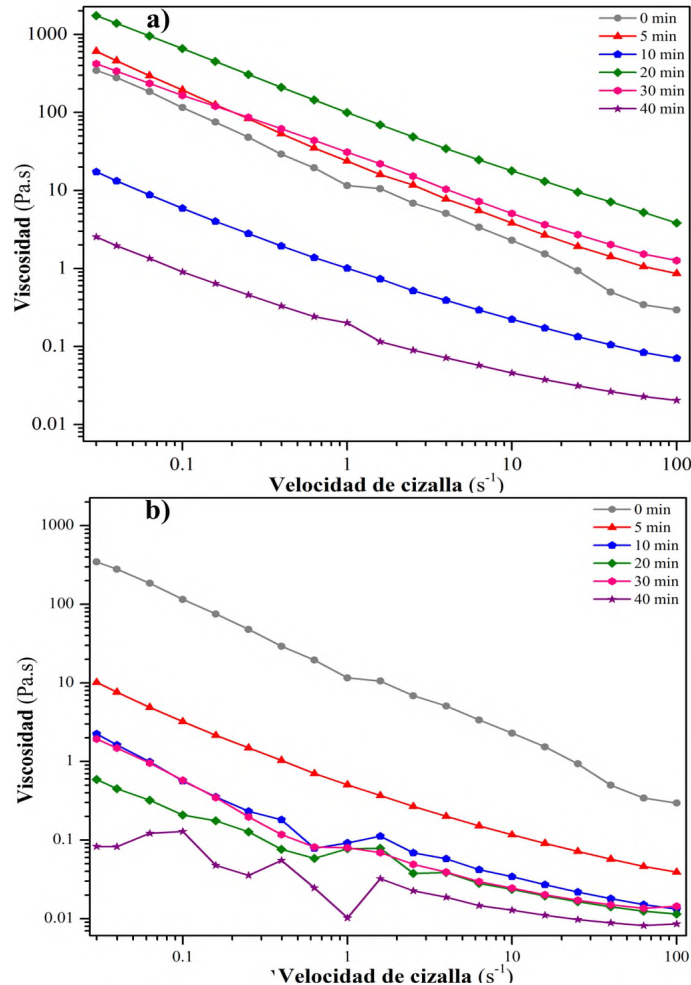 a)
0 min
5 min
10 min
20 min
30 min
40 min
1000
100
10
1
0.1
0.01
Viscosidad (Pa.s)
0.1
1
10
100
Velocidad de cizalla (s⁻¹)
b)
0 min
5 min
10 min
20 min
30 min
40 min
1000
100
10
1
0.1
0.01
Viscosidad (Pa.s)
0.1
1
10
100
Velocidad de cizalla (s⁻¹)